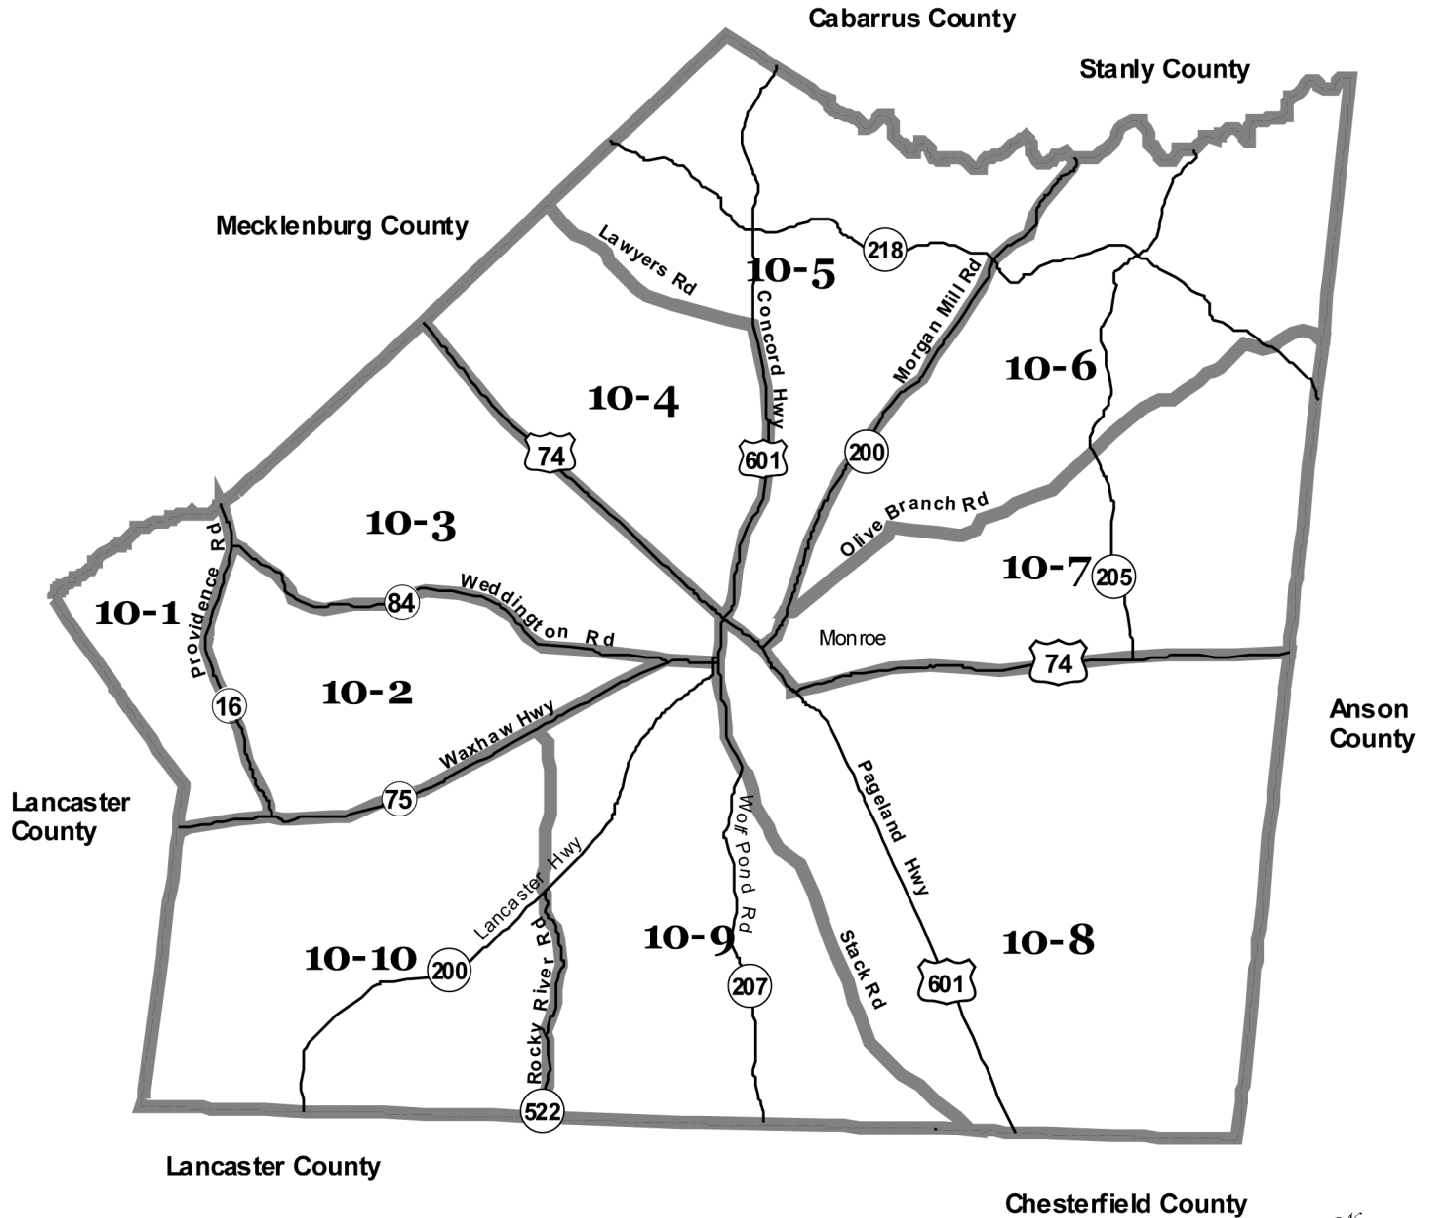 Cabarrus County
Stanly County
Mecklenburg County
Lawyers Rd
218
10-5
Concord Hwy
Morgan Mill Rd
10-6
10-4
74
601
200
Olive Branch Rd
10-3
10-7
205
Providence Rd
10-1
84
Weddington Rd
Monroe
74
16
10-2
Waxhaw Hwy
Anson
County
75
Lancaster
County
Pageland Hwy
Wolf Pond Rd
Lancaster Hwy
10-10
200
Rocky River Rd
10-9
207
Stack Rd
10-8
601
522
Lancaster County
Chesterfield County